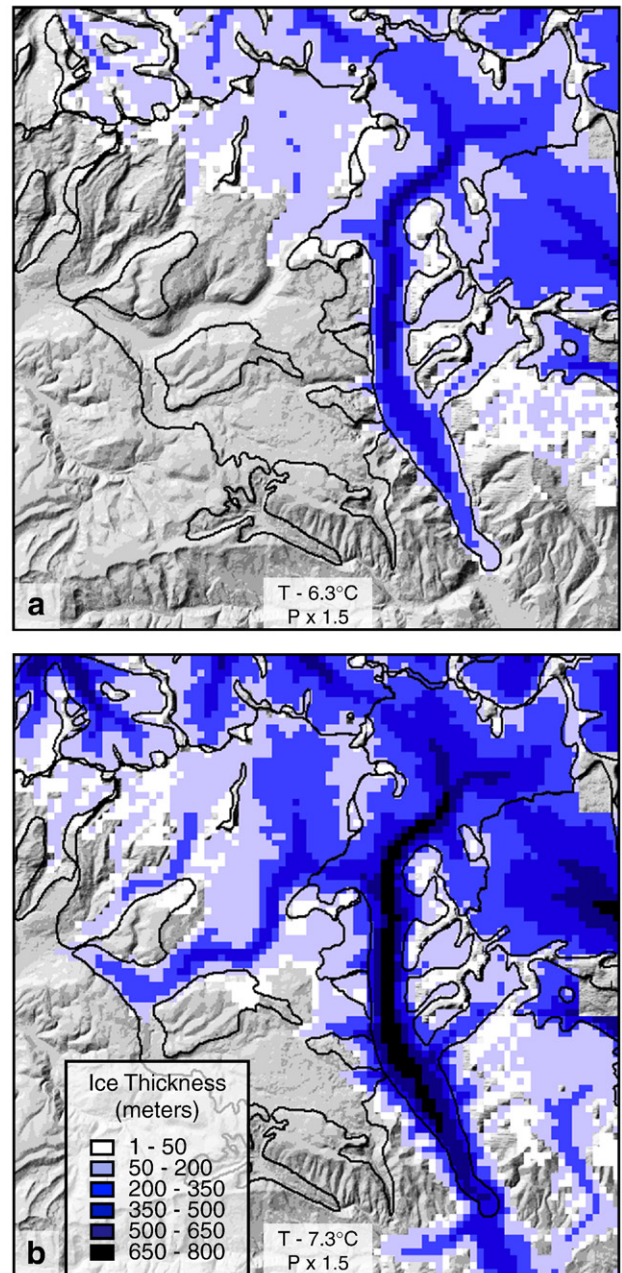 a
T - 6.3°C
P x 1.5
Ice Thickness
(meters)
1 - 50
50 - 200
200 - 350
350 - 500
500 - 650
650 - 800
b
T - 7.3°C
P x 1.5